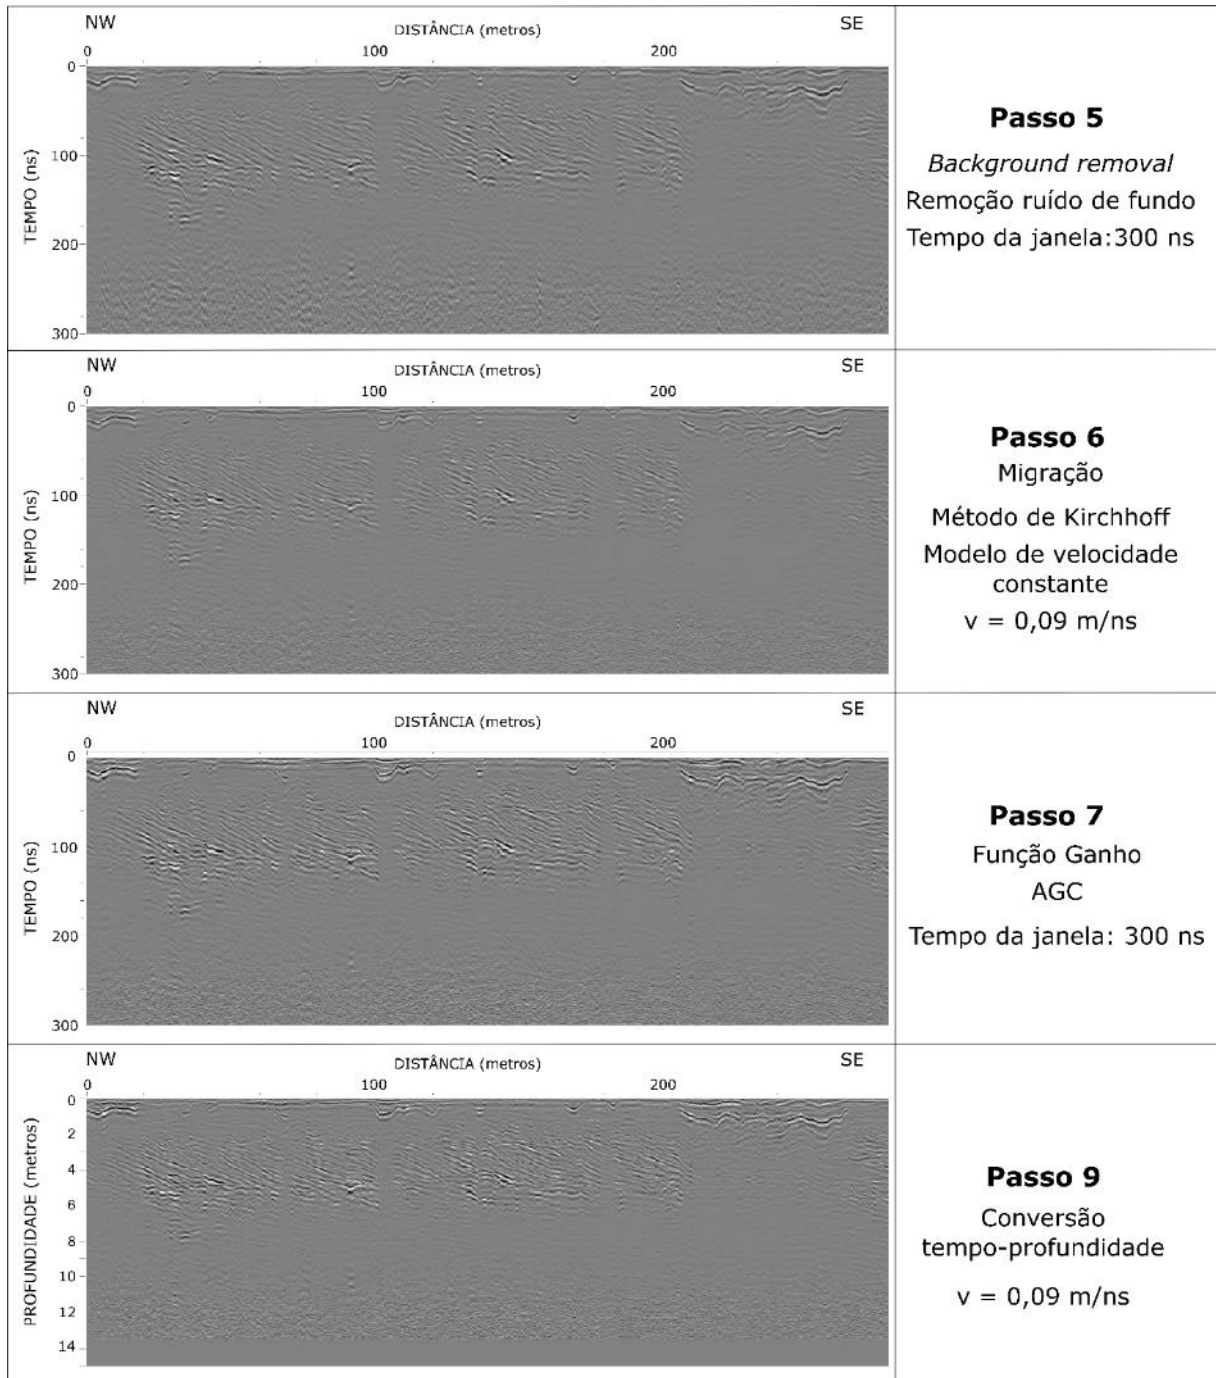 NW
DISTÂNCIA (metros)
SE
0 100 200
0
100
200
300
TEMPO (ns)
Passo 5
Background removal
Remoção ruído de fundo
Tempo da janela:300 ns
NW
DISTÂNCIA (metros)
SE
0 100 200
0
100
200
300
TEMPO (ns)
Passo 6
Migração
Método de Kirchhoff
Modelo de velocidade
constante
v = 0,09 m/ns
NW
DISTÂNCIA (metros)
SE
0 100 200
0
100
200
300
TEMPO (ns)
Passo 7
Função Ganho
AGC
Tempo da janela: 300 ns
NW
DISTÂNCIA (metros)
SE
0 100 200
0
2
4
6
8
10
12
14
PROFUNDIDADE (metros)
Passo 9
Conversão
tempo-profundidade
v = 0,09 m/ns